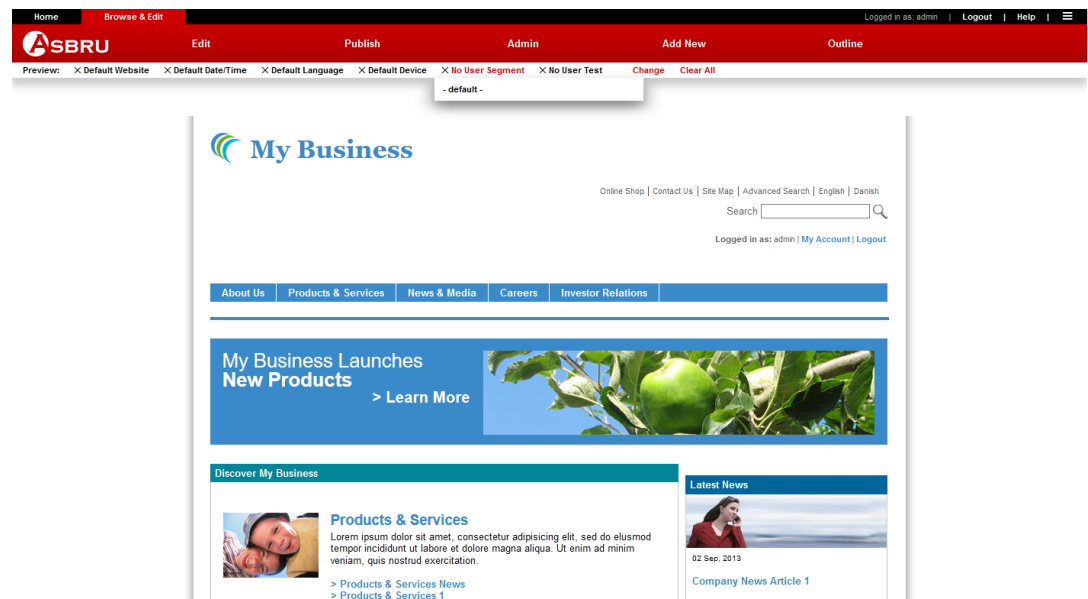 Home Browse & Edit Logged in as: admin | Logout | Help |
ASBRU Edit Publish Admin Add New Outline
Preview: X Default Website X Default Date/Time X Default Language X Default Device X No User Segment X No User Test Change Clear All
- default -
My Business
Online Shop | Contact Us | Site Map | Advanced Search | English | Danish
Search
Logged in as: admin | My Account | Logout
About Us Products & Services News & Media Careers Investor Relations
My Business Launches
New Products
> Learn More
Discover My Business
Latest News
Products & Services
Lorem ipsum dolor sit amet, consectetur adipisicing elit, sed do eiusmod
tempor incididunt ut labore et dolore magna aliqua. Ut enim ad minim
veniam, quis nostrud exercitation.
02 Sep, 2013
> Products & Services News
Company News Article 1
> Products & Services 1